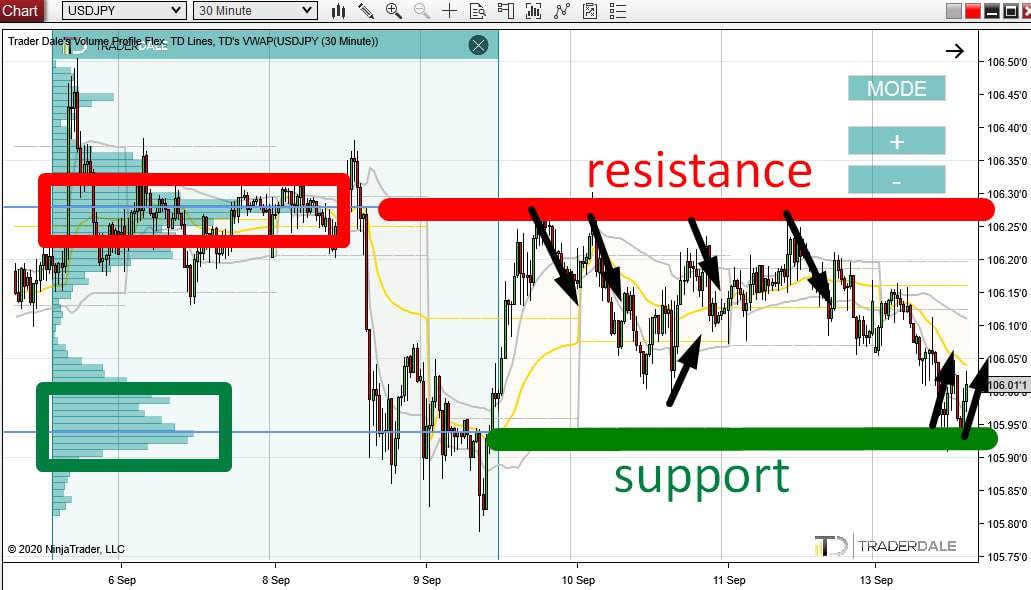 Chart USDJPY 30 Minute
Trader Dale's Volume Profile Flex, TD Lines, TD's VWAP(USDJPY (30 Minute))
TRADERDALE
MODE
+
-
resistance
support
106.50'0
106.45'0
106.40'0
106.35'0
106.30'0
106.25'0
106.20'0
106.15'0
106.10'0
106.05'0
106.01'1
105.95'0
105.90'0
105.85'0
105.80'0
105.75'0
© 2020 NinjaTrader, LLC
TD TRADERDALE
6 Sep 8 Sep 9 Sep 10 Sep 11 Sep 13 Sep